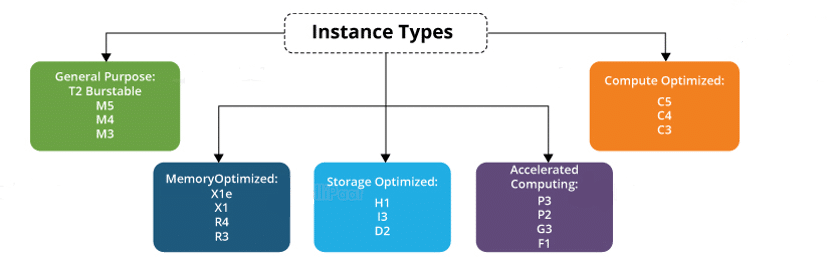 Instance Types
General Purpose:
T2 Burstable
M5
M4
M3
Compute Optimized:
C5
C4
C3
MemoryOptimized:
X1e
X1
R4
R3
Storage Optimized:
H1
I3
D2
Accelerated
Computing:
P3
P2
G3
F1